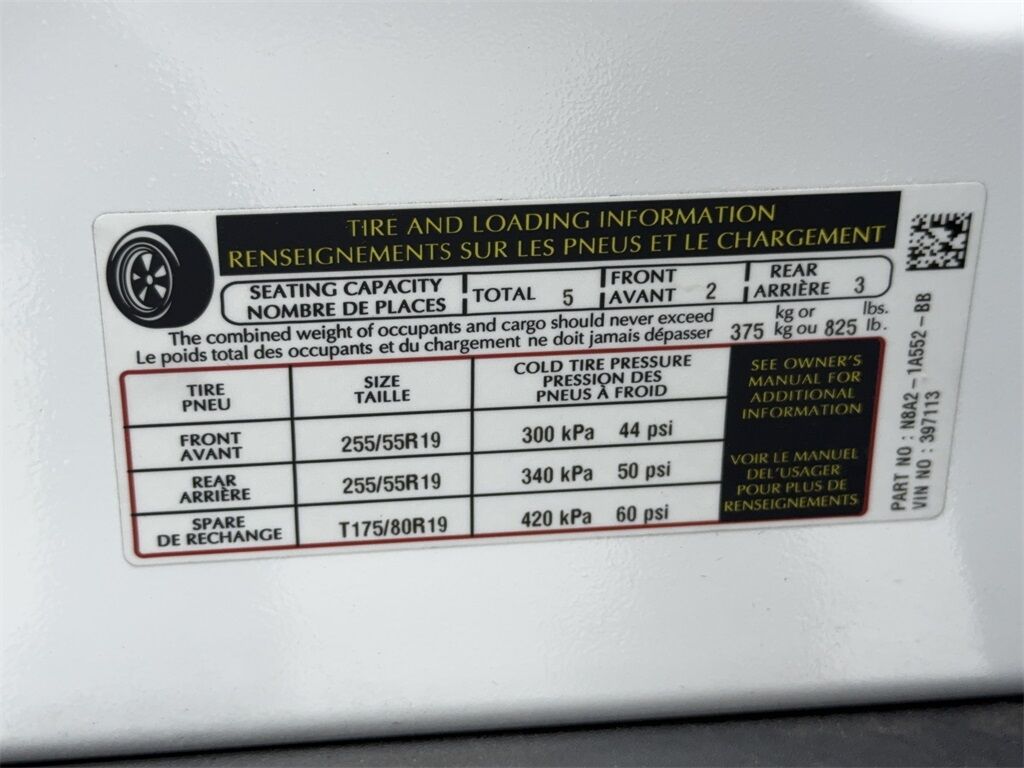 TIRE AND LOADING INFORMATION
RENSEIGNEMENTS SUR LES PNEUS ET LE CHARGEMENT
SEATING CAPACITY
NOMBRE DE PLACES
TOTAL 5
FRONT
AVANT 2
REAR
ARRIÈRE 3
The combined weight of occupants and cargo should never exceed
Le poids total des occupants et du chargement ne doit jamais dépasser
375 kg or
kg ou 825 lbs.
lb.
TIRE
PNEU
SIZE
TAILLE
COLD TIRE PRESSURE
PRESSION DES
PNEUS À FROID
FRONT
AVANT
255/55R19
300 kPa 44 psi
REAR
ARRIÈRE
255/55R19
340 kPa 50 psi
SPARE
DE RECHANGE
T175/80R19
420 kPa 60 psi
SEE OWNER'S
MANUAL FOR
ADDITIONAL
INFORMATION
VOIR LE MANUEL
DEL'USAGER
POUR PLUS DE
RENSEIGNEMENTS
PART NO : N8A2-1A552-BB
VIN NO : 397113